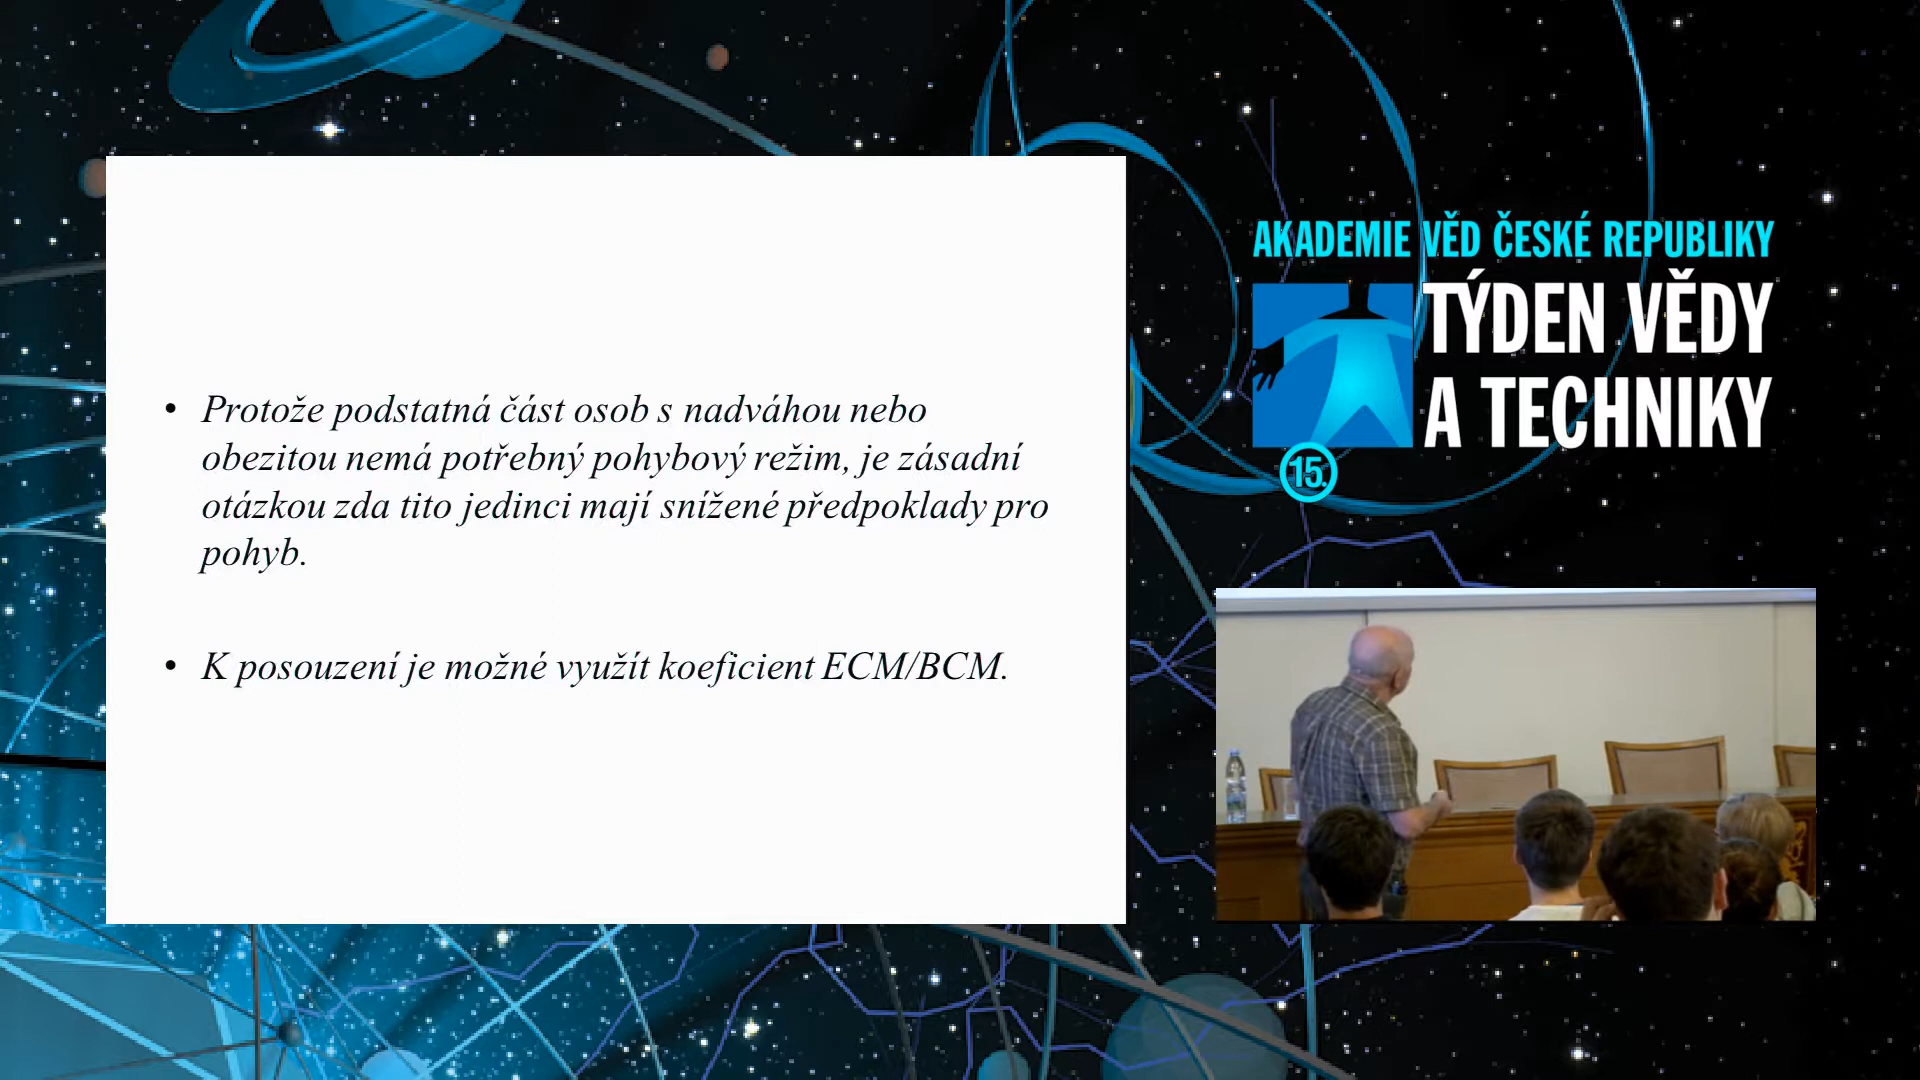 • Protože podstatná část osob s nadváhou nebo
obezitou nemá potřebný pohybový režim, je zásadní
otázkou zda tito jedinci mají snížené předpoklady pro
pohyb.
• K posouzení je možné využít koeficient ECM/BCM.
AKADEMIE VĚD ČESKÉ REPUBLIKY
TÝDEN VĚDY
A TECHNIKY
15.